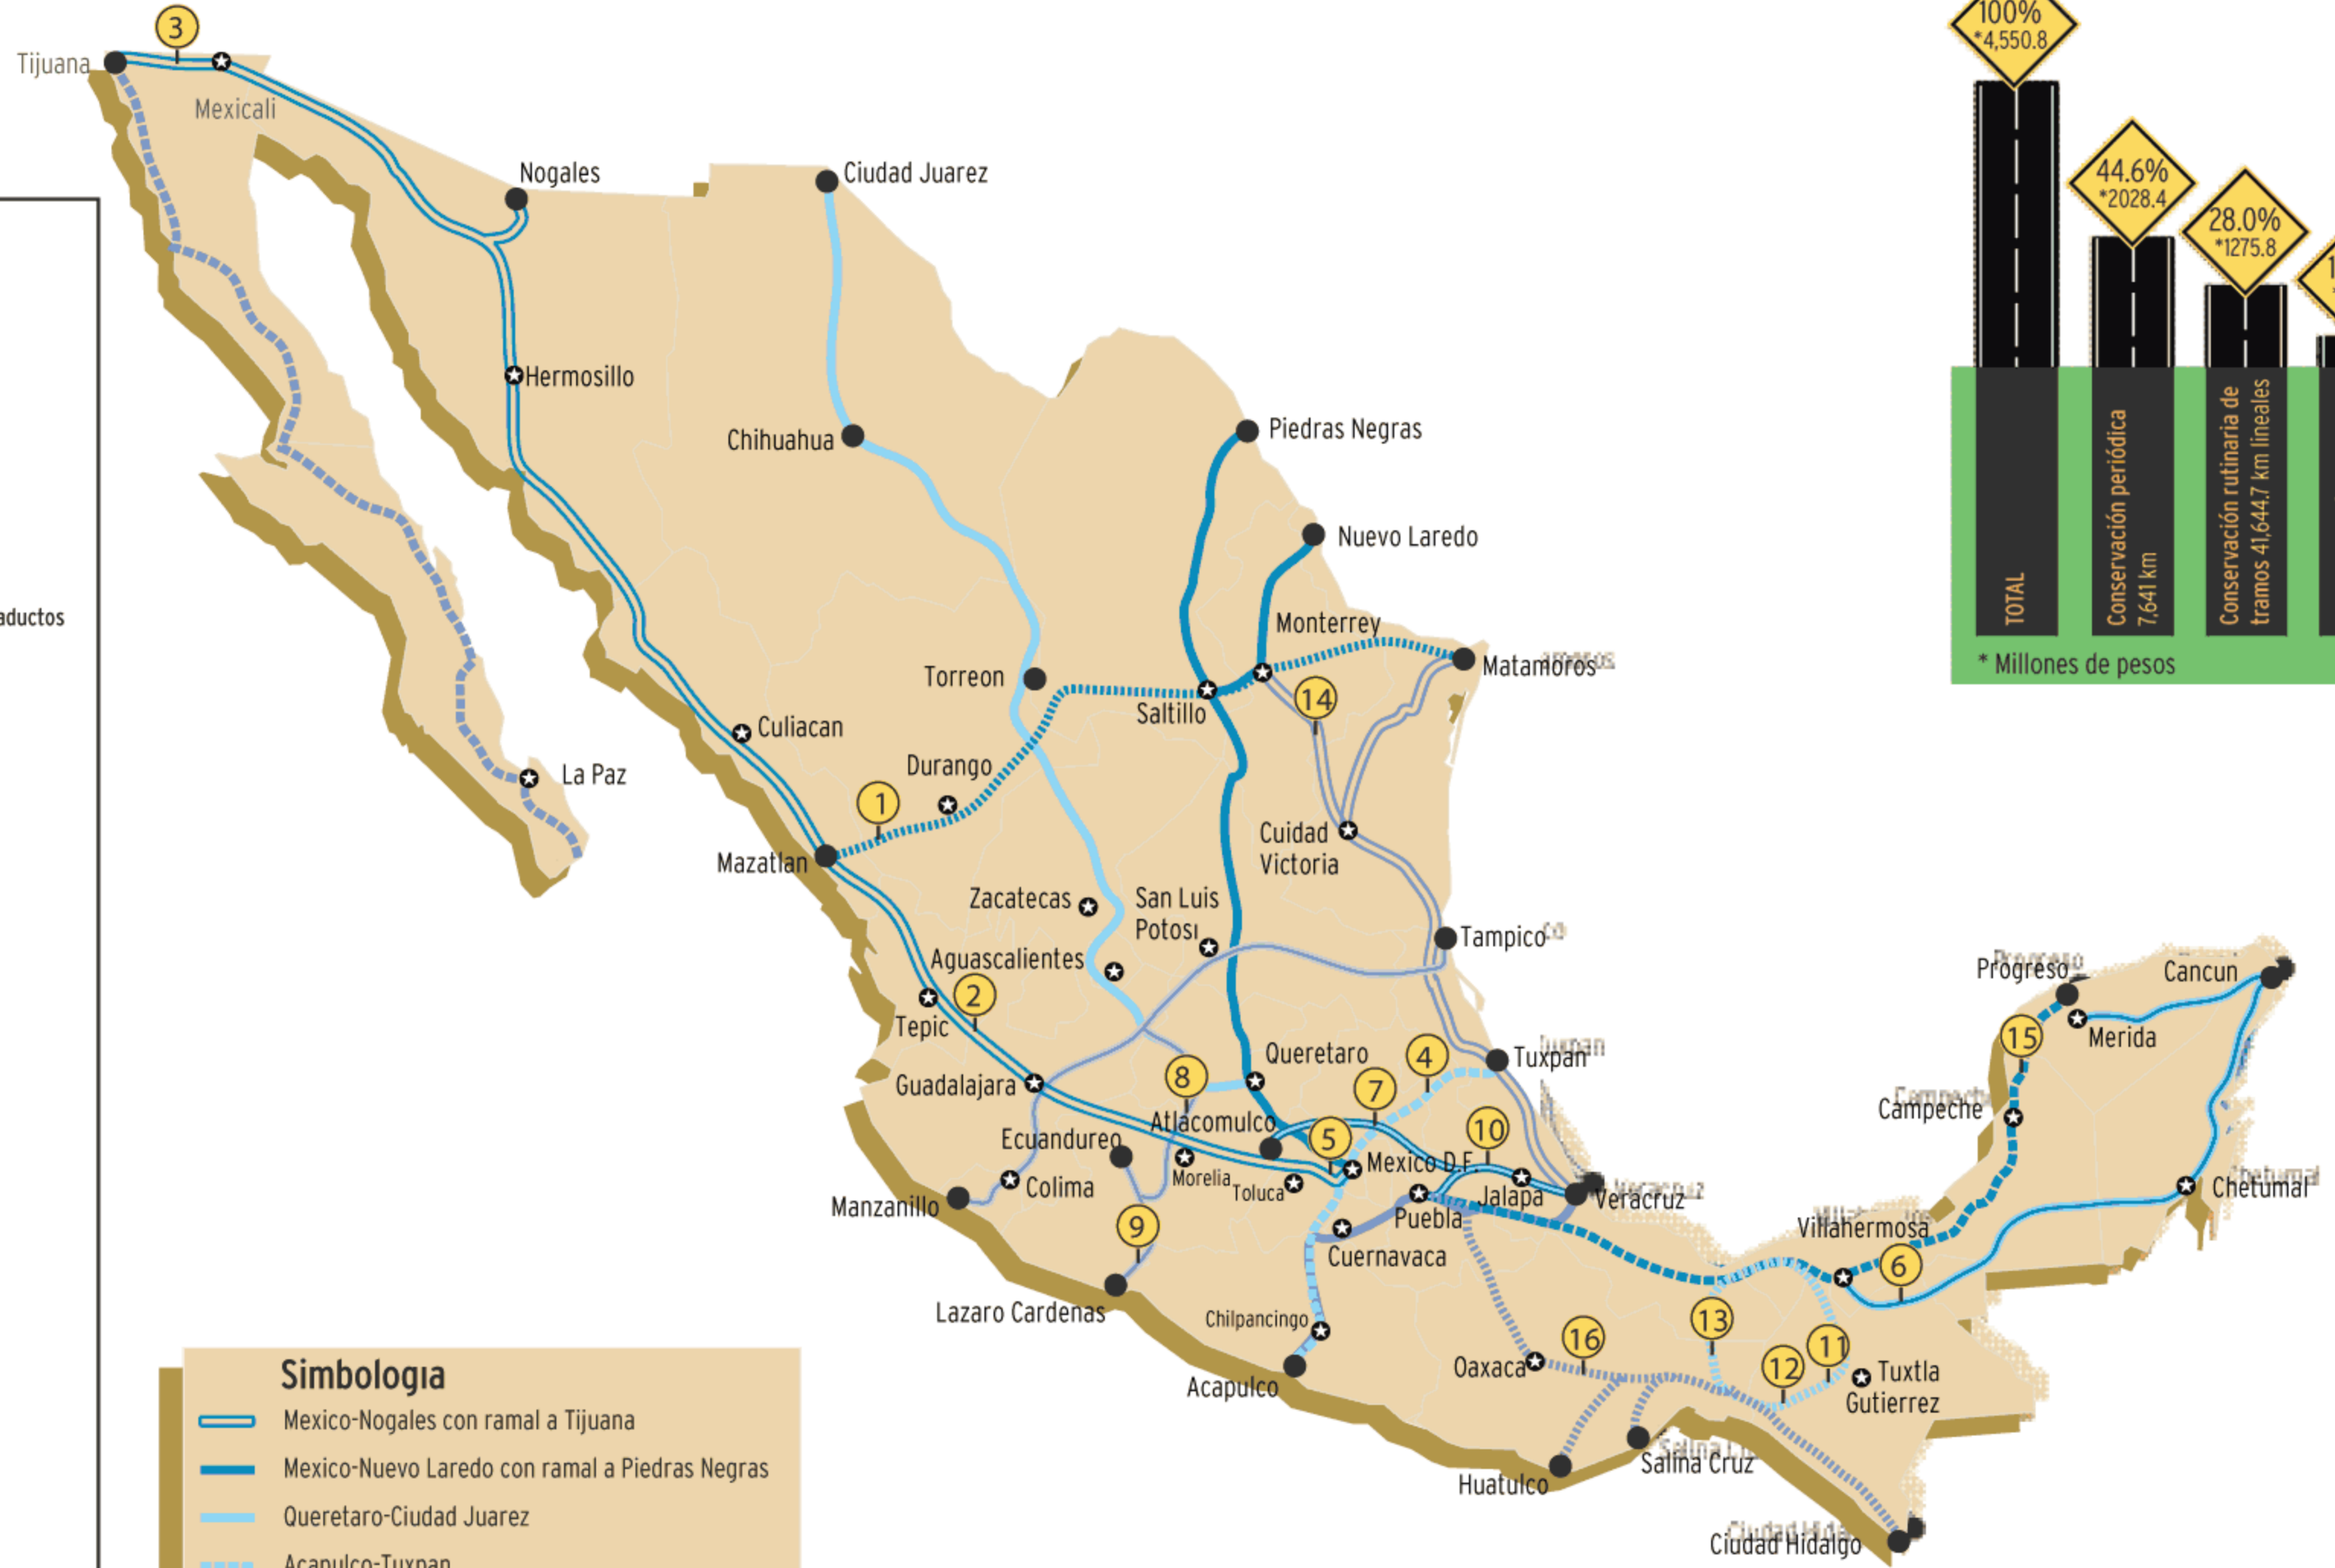 3
Tijuana
Mexicali
Nogales
Ciudad Juarez
Hermosillo
Chihuahua
Piedras Negras
Nuevo Laredo
Monterrey
Matamoros
Torreon
Saltillo
14
Culiacan
Durango
La Paz
1
Mazatlan
Cuidad
Victoria
Zacatecas
San Luis
Potosı
Tampico
Aguascalientes
2
Tepic
Guadalajara
Queretaro
8
7
4
Tuxpan
Atlacomulco
Ecuandureo
5
10
Mexico D.F.
Morelia
Toluca
Colima
Manzanillo
Puebla
Jalapa
Veracruz
Cuernavaca
9
Lazaro Cardenas
Chilpancingo
Acapulco
Oaxaca
16
13
12
11
Tuxtla
Gutierrez
Huatulco
Salina Cruz
Ciudad Hidalgo
Villahermosa
6
Progreso
Cancun
15
Merida
Campeche
Chetumal
aductos
100%
*4,550.8
44.6%
*2028.4
28.0%
*1275.8
TOTAL
Conservación periódica
7,641 km
Conservación rutinaria de
tramos 41,644.7 km lineales
* Millones de pesos
Simbologıa
Mexico-Nogales con ramal a Tijuana
Mexico-Nuevo Laredo con ramal a Piedras Negras
Queretaro-Ciudad Juarez
Acapulco-Tuxpan